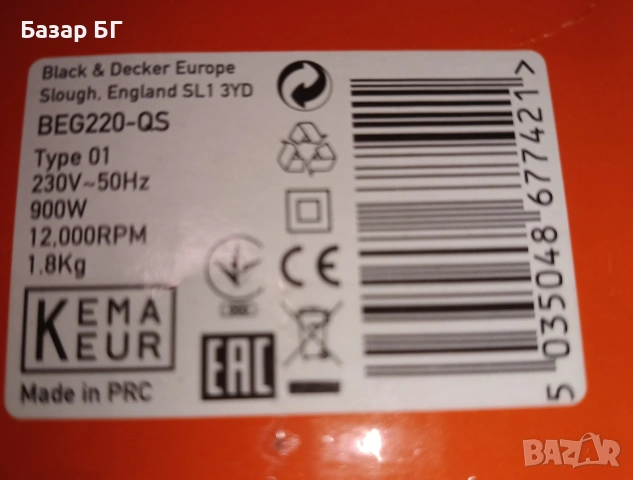 Базар БГ
Black & Decker Europe
Slough, England SL1 3YD
BEG220-QS
Type 01
230V~50Hz
900W
12,000RPM
1.8Kg
KEMA
KEUR
Made in PRC
EAC
CE
5 035048 677421 >
BAZAR